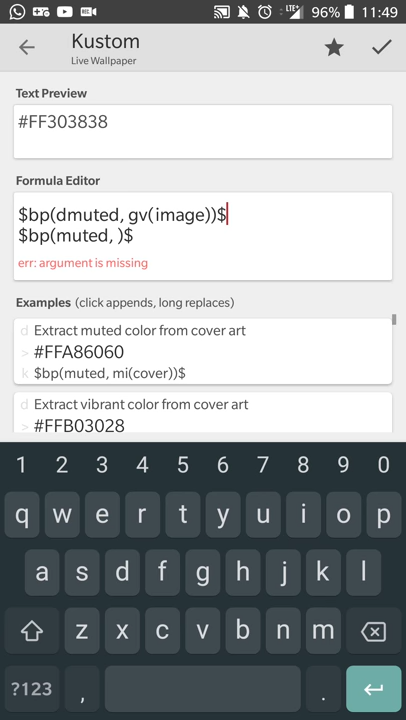 LTE 96% 11:49
Kustom
Live Wallpaper
Text Preview
#FF303838
Formula Editor
$bp(dmuted, gv(image))$
$bp(muted, )$
err: argument is missing
Examples (click appends, long replaces)
d Extract muted color from cover art
> #FFA86060
k $bp(muted, mi(cover))$
d Extract vibrant color from cover art
> #FFB03028
1 2 3 4 5 6 7 8 9 0
q w e r t y u i o p
a s d f g h j k l
z x c v b n m
?123 , .